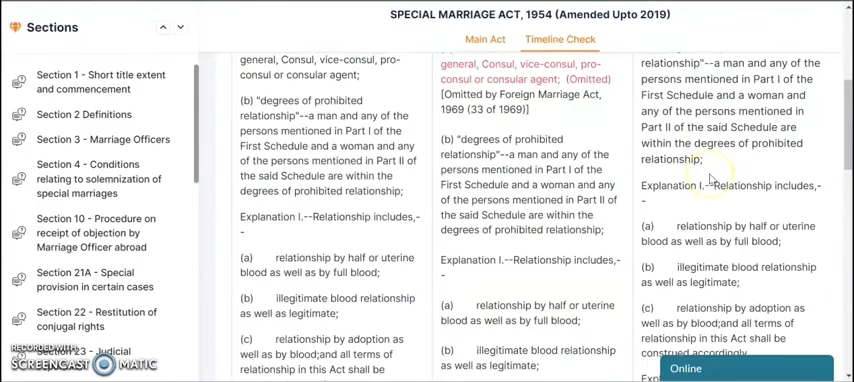 SPECIAL MARRIAGE ACT, 1954 (Amended Upto 2019)
Main Act
Timeline Check
Sections
Section 1 - Short title extent
and commencement
Section 2 Definitions
Section 3 - Marriage Officers
Section 4 - Conditions
relating to solemnization of
special marriages
Section 10 - Procedure on
receipt of objection by
Marriage Officer abroad
Section 21A - Special
provision in certain cases
Section 22 - Restitution of
conjugal rights
Section 23 - Judicial
RECORDED WITH
SCREENCAST MATIC
general, Consul, vice-consul, pro-
consul or consular agent;
(b) "degrees of prohibited
relationship"--a man and any of the
persons mentioned in Part I of the
First Schedule and a woman and any
of the persons mentioned in Part II of
the said Schedule are within the
degrees of prohibited relationship;
Explanation I.--Relationship includes,-
-
(a) relationship by half or uterine
blood as well as by full blood;
(b) illegitimate blood relationship
as well as legitimate;
(c) relationship by adoption as
well as by blood;and all terms of
relationship in this Act shall be
general, Consul, vice-consul, pro-
consul or consular agent; (Omitted)
[Omitted by Foreign Marriage Act,
1969 (33 of 1969)]
(b) "degrees of prohibited
relationship"--a man and any of the
persons mentioned in Part I of the
First Schedule and a woman and any
of the persons mentioned in Part II of
the said Schedule are within the
degrees of prohibited relationship;
Explanation I.--Relationship includes,-
-
(a) relationship by half or uterine
blood as well as by full blood;
(b) illegitimate blood relationship
as well as legitimate;
relationship"--a man and any of the
persons mentioned in Part I of the
First Schedule and a woman and
any of the persons mentioned in
Part II of the said Schedule are
within the degrees of prohibited
relationship;
Explanation I.--Relationship includes,-
-
(a) relationship by half or uterine
blood as well as by full blood;
(b) illegitimate blood relationship
as well as legitimate;
(c) relationship by adoption as
well as by blood;and all terms of
relationship in this Act shall be
construed accordingly.
Online